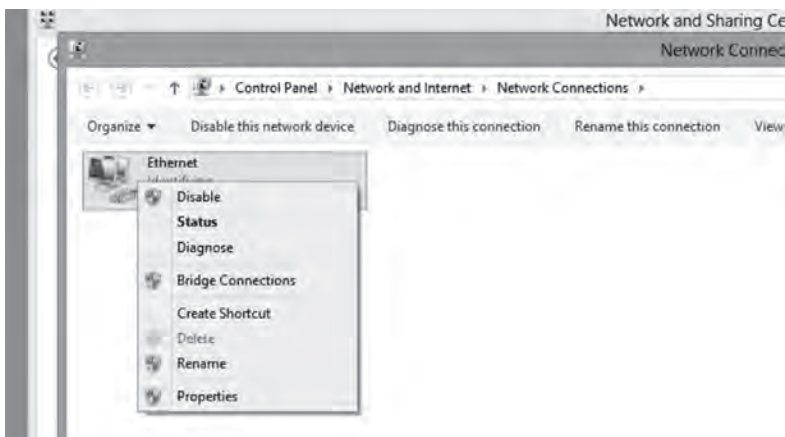 Network and Sharing Ce
Network Connec
Control Panel Network and Internet Network Connections
Organize Disable this network device Diagnose this connection Rename this connection View
Ethernet
Disable
Status
Diagnose
Bridge Connections
Create Shortcut
Delete
Rename
Properties